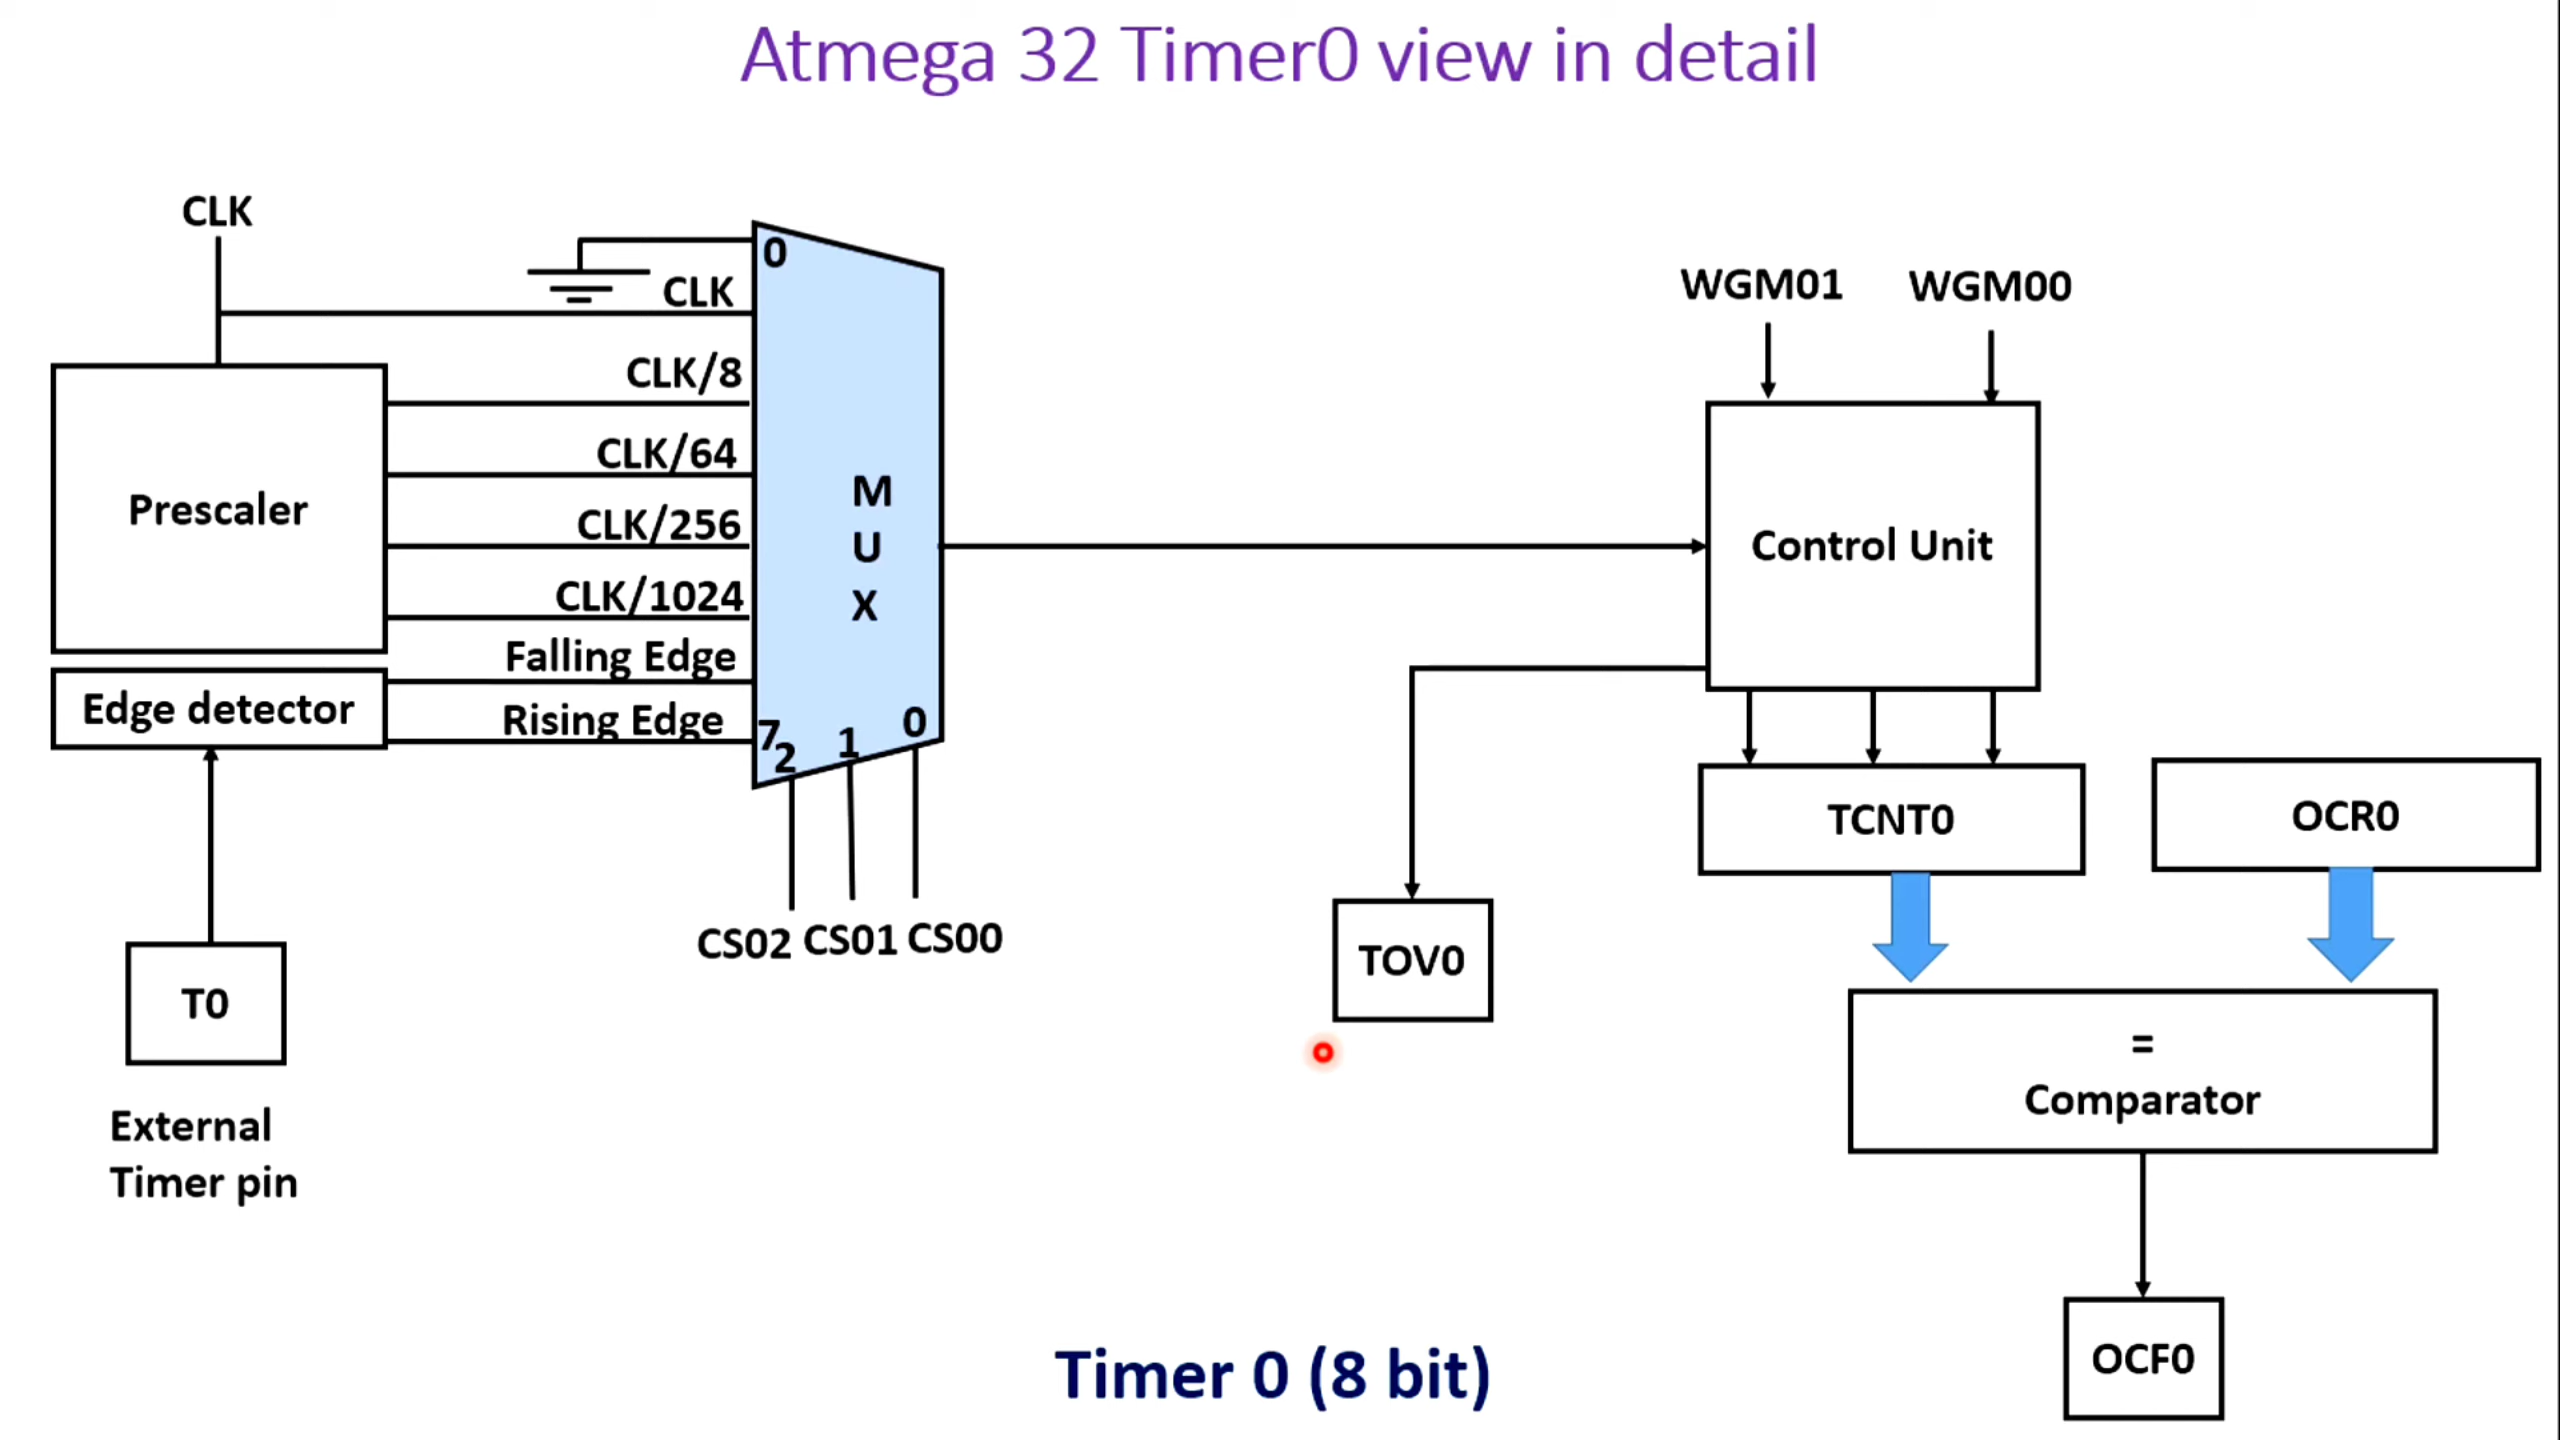 Atmega 32 Timer0 view in detail
CLK
0
CLK
CLK/8
CLK/64
CLK/256
CLK/1024
Falling Edge
Rising Edge
Prescaler
Edge detector
M
U
X
7
2
1
0
CS02 CS01 CS00
T0
External
Timer pin
WGM01 WGM00
Control Unit
TCNT0
OCR0
TOV0
=
Comparator
OCF0
Timer 0 (8 bit)